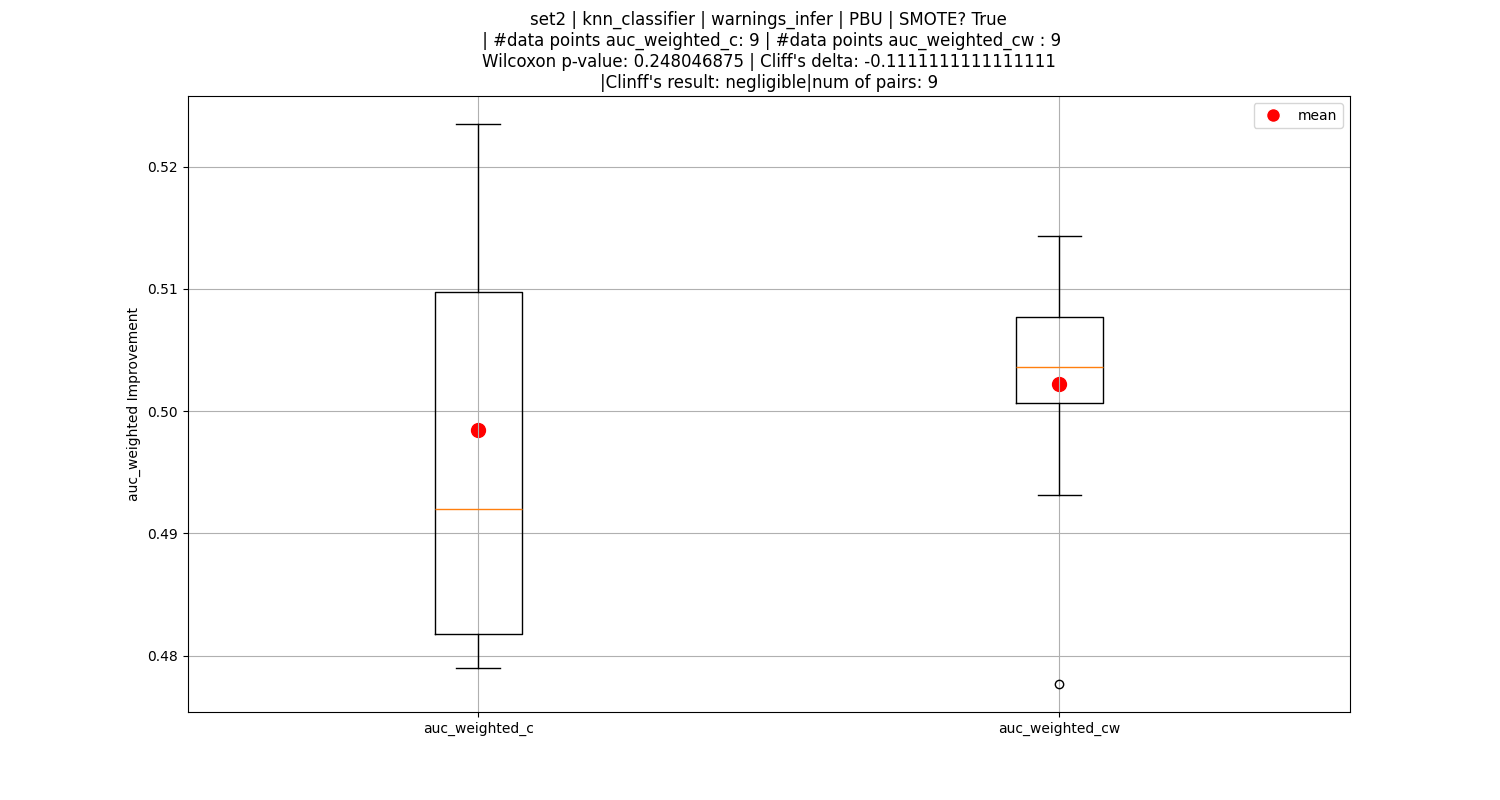 set2 | knn_classifier | warnings_infer | PBU | SMOTE? True
| #data points auc_weighted_c: 9 | #data points auc_weighted_cw : 9
Wilcoxon p-value: 0.248046875 | Cliff's delta: -0.1111111111111111
|Clinff's result: negligible|num of pairs: 9
mean
0.52
0.51
0.50
0.49
0.48
auc_weighted Improvement
auc_weighted_c
auc_weighted_cw